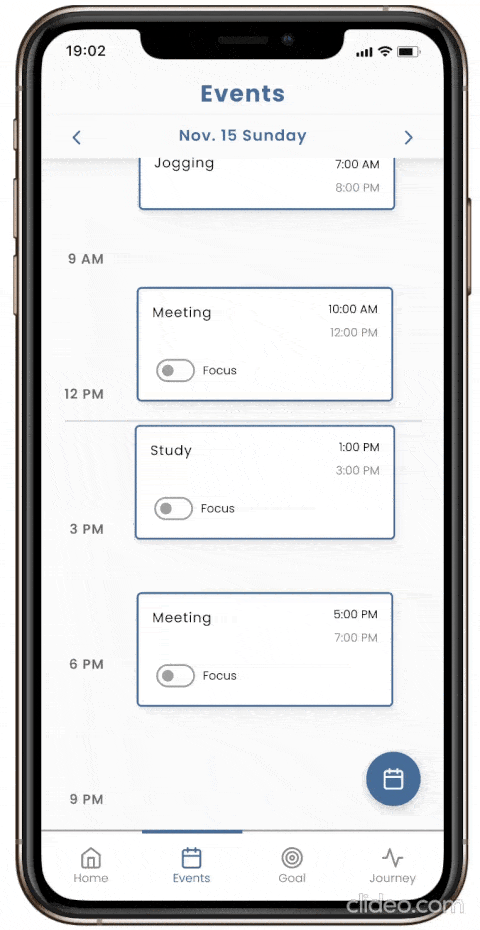 19:02
Events
Nov. 15 Sunday
Jogging 7:00 AM
8:00 PM
9 AM
Meeting 10:00 AM
12:00 PM
Focus
12 PM
Study 1:00 PM
3:00 PM
Focus
3 PM
Meeting 5:00 PM
7:00 PM
Focus
6 PM
9 PM
Home Events Goal Journey
clideo.com